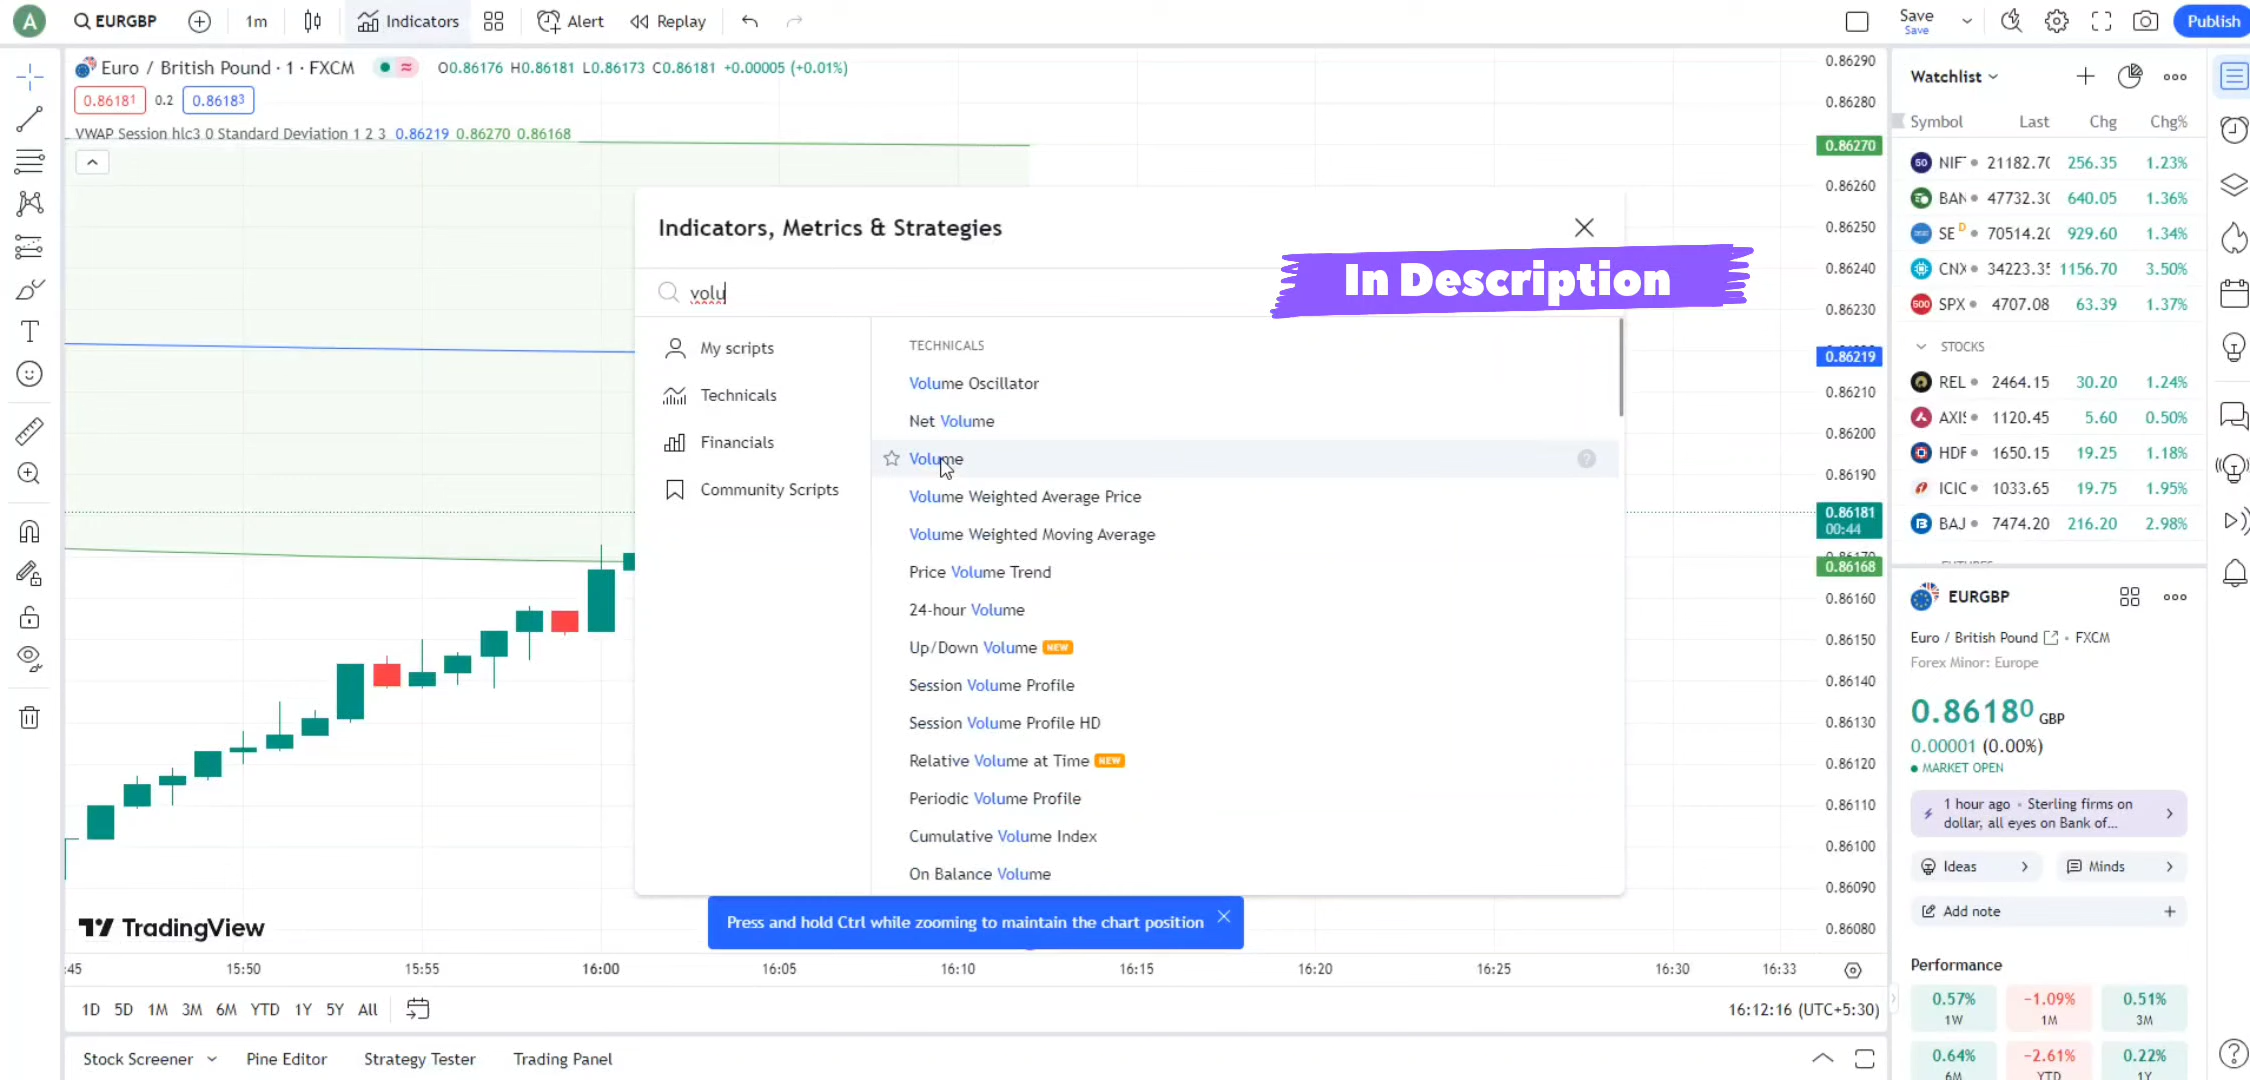 A
EURGBP
1m
Indicators
Alert
Replay
Save
Save
Publish
Euro / British Pound · 1 · FXCM
O0.86176 H0.86181 L0.86173 C0.86181 +0.00005 (+0.01%)
0.86181 0.2 0.86183
VWAP Session hlc3 0 Standard Deviation 1 2 3 0.86219 0.86270 0.86168
Indicators, Metrics & Strategies
In Description
volu
My scripts
Technicals
Financials
Community Scripts
TECHNICALS
Volume Oscillator
Net Volume
Volume
Volume Weighted Average Price
Volume Weighted Moving Average
Price Volume Trend
24-hour Volume
Up/Down Volume NEW
Session Volume Profile
Session Volume Profile HD
Relative Volume at Time NEW
Periodic Volume Profile
Cumulative Volume Index
On Balance Volume
Press and hold Ctrl while zooming to maintain the chart position
TradingView
0.86290
0.86280
0.86270
0.86260
0.86250
0.86240
0.86230
0.86219
0.86210
0.86200
0.86190
0.86181
00:44
0.86170
0.86168
0.86160
0.86150
0.86140
0.86130
0.86120
0.86110
0.86100
0.86090
0.86080
:45 15:50 15:55 16:00 16:05 16:10 16:15 16:20 16:25 16:30 16:33
1D 5D 1M 3M 6M YTD 1Y 5Y All
16:12:16 (UTC+5:30)
Stock Screener Pine Editor Strategy Tester Trading Panel
Watchlist
Symbol Last Chg Chg%
50 NIF 21182.70 256.35 1.23%
BAN 47732.30 640.05 1.36%
SE D 70514.20 929.60 1.34%
CNX 34223.35 1156.70 3.50%
500 SPX 4707.08 63.39 1.37%
STOCKS
REL 2464.15 30.20 1.24%
AXIS 1120.45 5.60 0.50%
HDF 1650.15 19.25 1.18%
ICIC 1033.65 19.75 1.95%
BAJ 7474.20 216.20 2.98%
EURGBP
Euro / British Pound • FXCM
Forex Minor: Europe
0.86180 GBP
0.00001 (0.00%)
MARKET OPEN
1 hour ago • Sterling firms on
dollar, all eyes on Bank of...
Ideas
Minds
Add note
Performance
0.57% −1.09% 0.51%
1W 1M 3M
0.64% −2.61% 0.22%
6M YTD 1Y